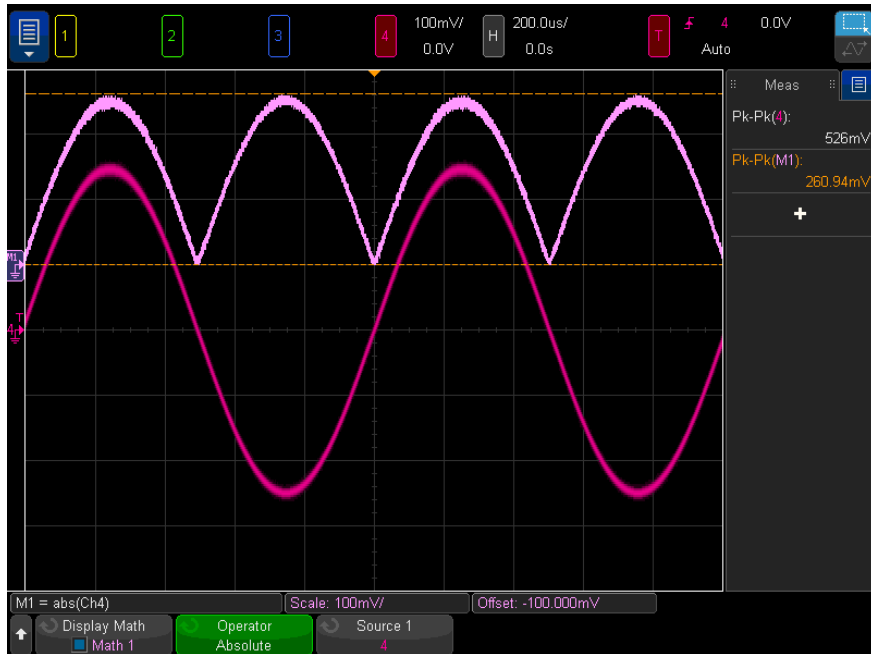 1 2 3 4 100mV/ 0.0V H 200.0us/ 0.0s T 4 0.0V Auto
Meas
Pk-Pk(4):
526mV
Pk-Pk(M1):
260.94mV
+
M1
T
4
M1 = abs(Ch4)
Scale: 100mV/
Offset: -100.000mV
Display Math
Math 1
Operator
Absolute
Source 1
4